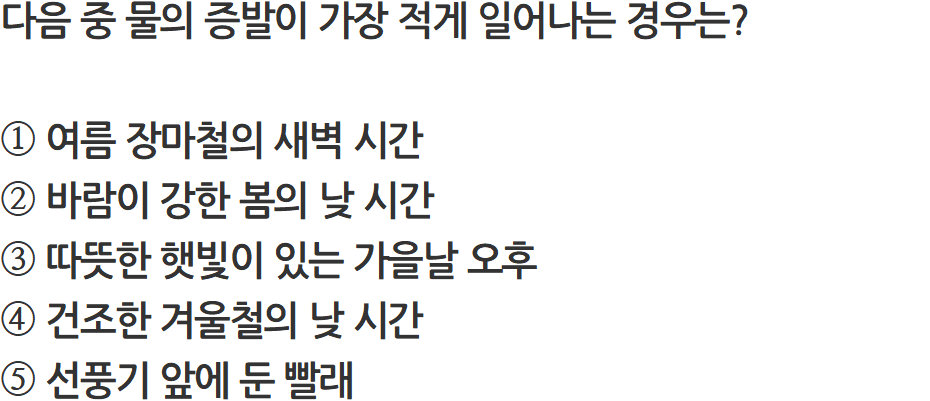 다음 중 물의 증발이 가장 적게 일어나는 경우는?
① 여름 장마철의 새벽 시간
② 바람이 강한 봄의 낮 시간
③ 따뜻한 햇빛이 있는 가을날 오후
④ 건조한 겨울철의 낮 시간
⑤ 선풍기 앞에 둔 빨래